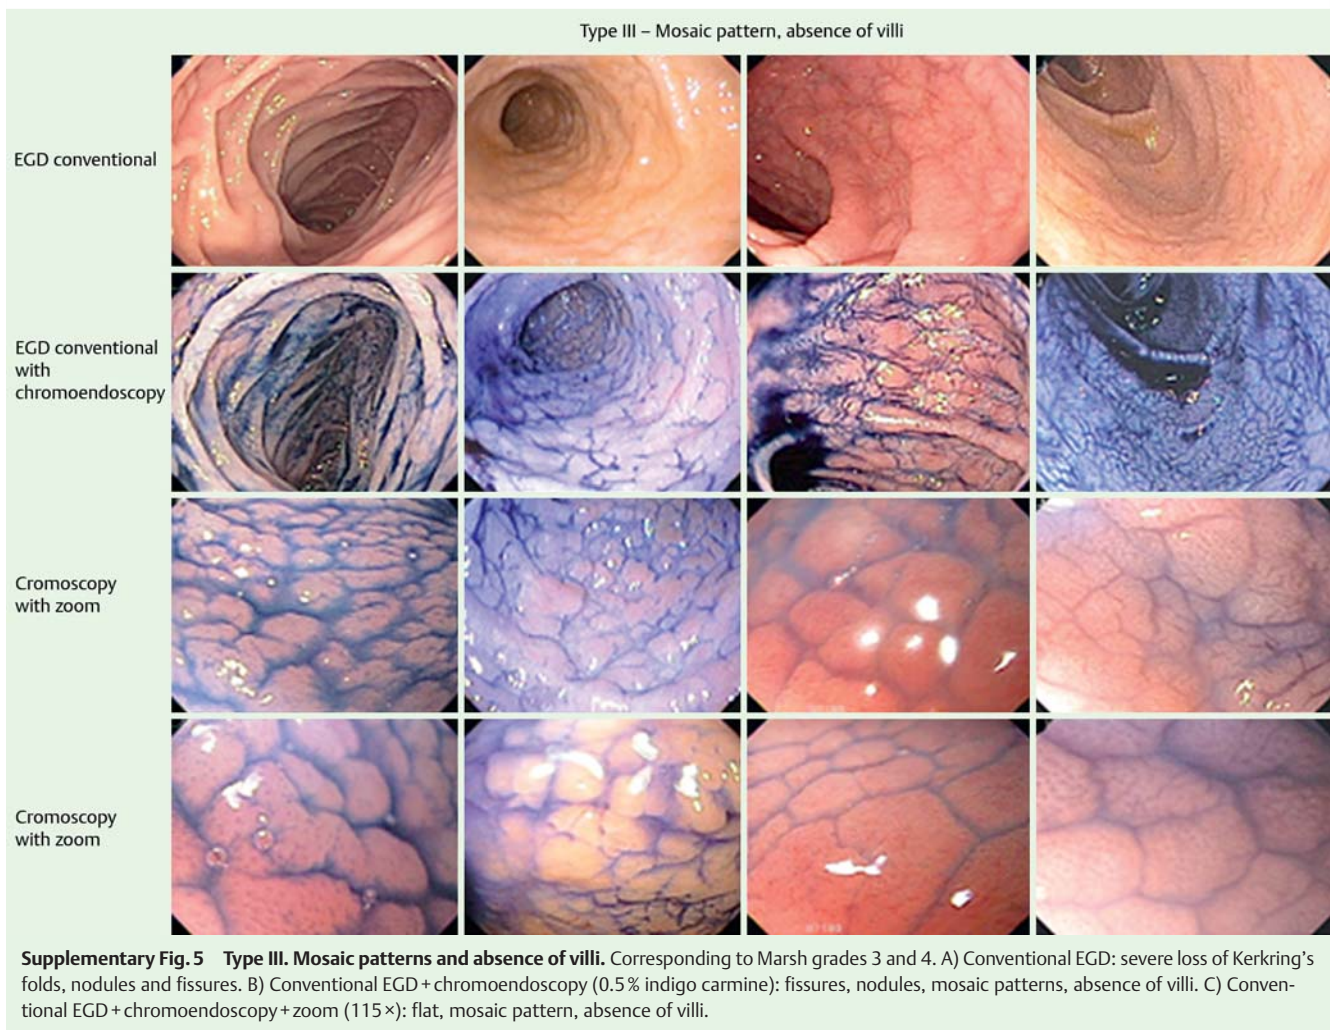 Type III – Mosaic pattern, absence of villi
EGD conventional
EGD conventional
with
chromoendoscopy
Cromoscopy
with zoom
Cromoscopy
with zoom
Supplementary Fig. 5 Type III. Mosaic patterns and absence of villi. Corresponding to Marsh grades 3 and 4. A) Conventional EGD: severe loss of Kerkring’s
folds, nodules and fissures. B) Conventional EGD + chromoendoscopy (0.5 % indigo carmine): fissures, nodules, mosaic patterns, absence of villi. C) Conven-
tional EGD + chromoendoscopy + zoom (115 ×): flat, mosaic pattern, absence of villi.